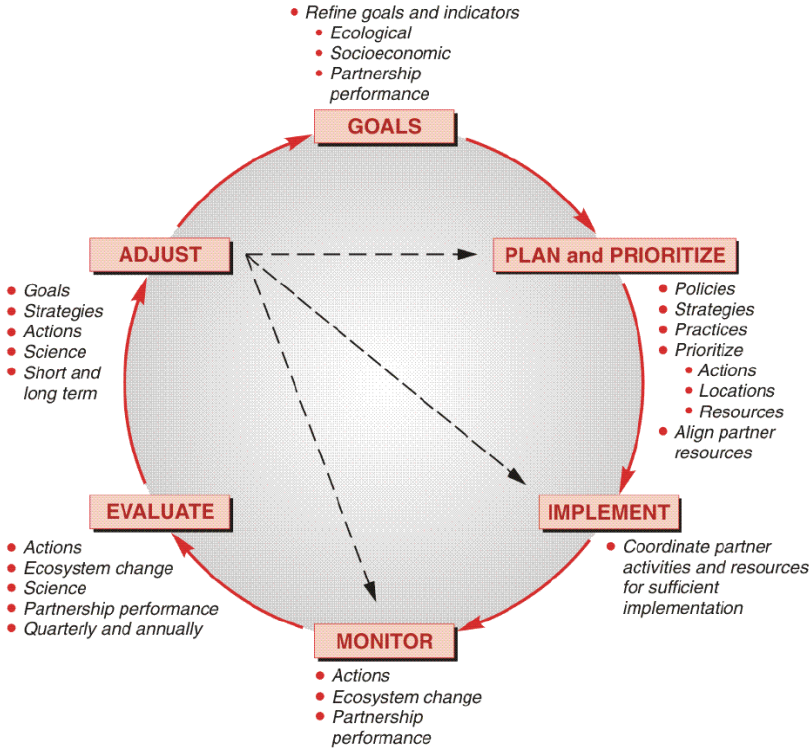 • Refine goals and indicators
• Ecological
• Socioeconomic
• Partnership
performance
GOALS
PLAN and PRIORITIZE
• Policies
• Strategies
• Practices
• Prioritize
• Actions
• Locations
• Resources
• Align partner
resources
IMPLEMENT
• Coordinate partner
activities and resources
for sufficient
implementation
MONITOR
• Actions
• Ecosystem change
• Partnership
performance
EVALUATE
• Actions
• Ecosystem change
• Science
• Partnership performance
• Quarterly and annually
ADJUST
• Goals
• Strategies
• Actions
• Science
• Short and
long term